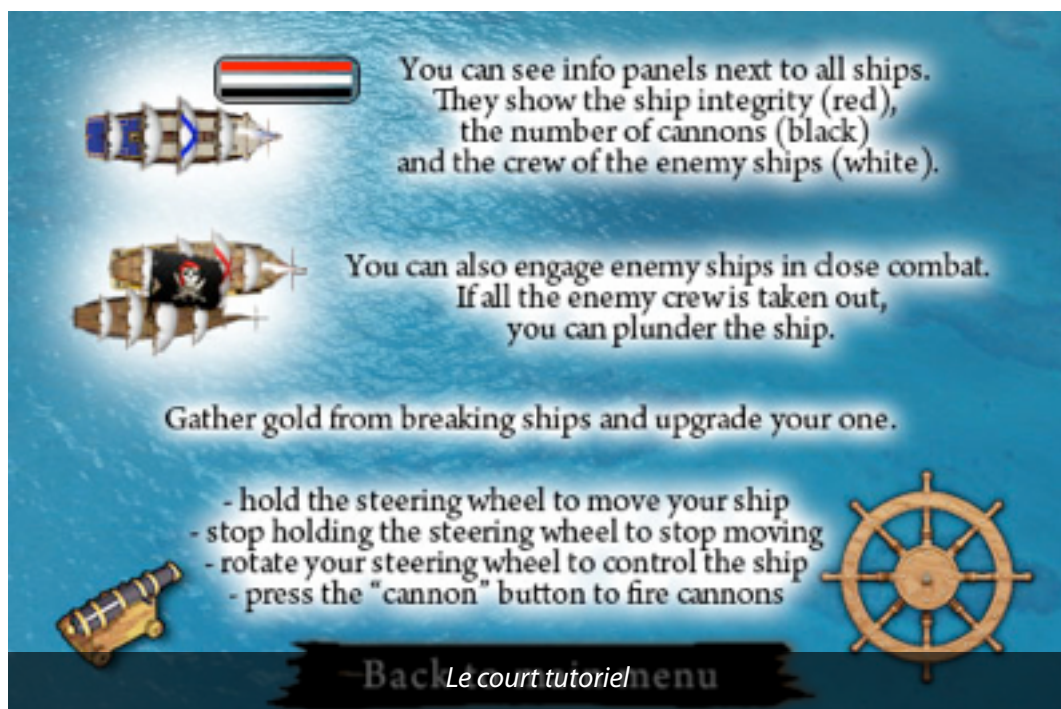 You can see info panels next to all ships.
They show the ship integrity (red),
the number of cannons (black)
and the crew of the enemy ships (white).
You can also engage enemy ships in close combat.
If all the enemy crew is taken out,
you can plunder the ship.
Gather gold from breaking ships and upgrade your one.
- hold the steering wheel to move your ship
- stop holding the steering wheel to stop moving
- rotate your steering wheel to control the ship
- press the “cannon” button to fire cannons
Back to main menu
Le court tutoriel